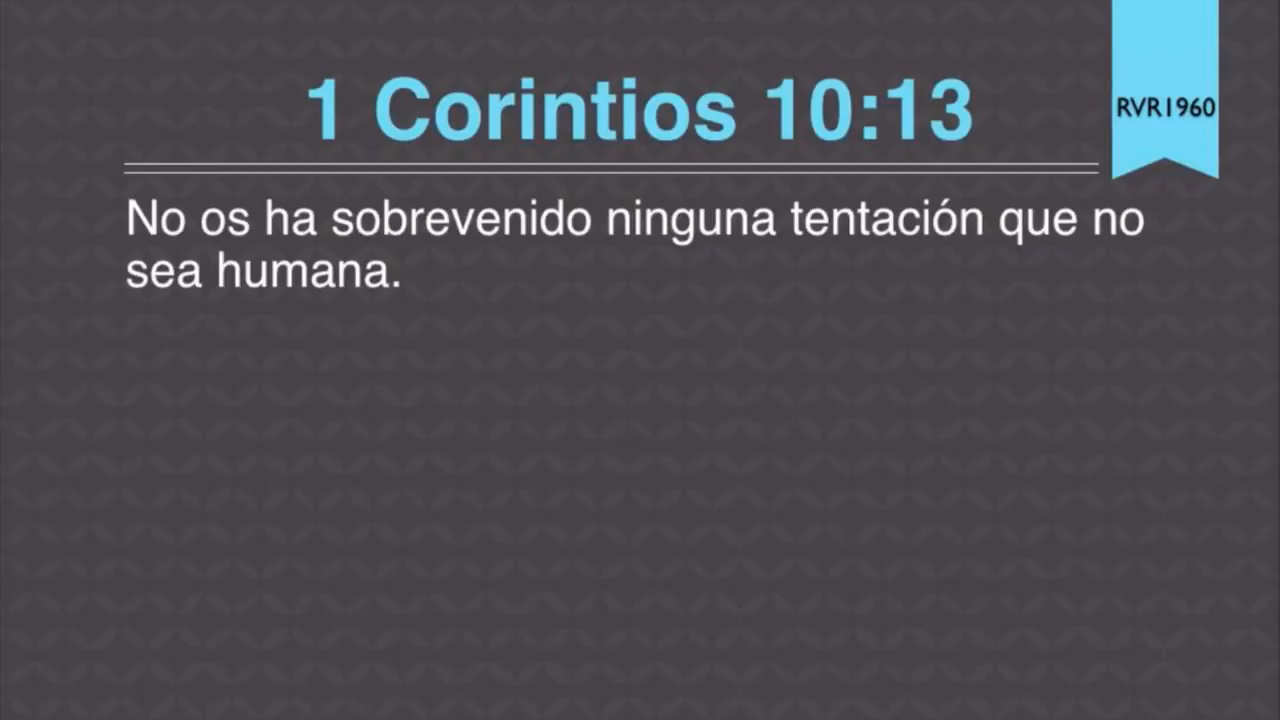 1 Corintios 10:13
RVR1960
No os ha sobrevenido ninguna tentación que no
sea humana.